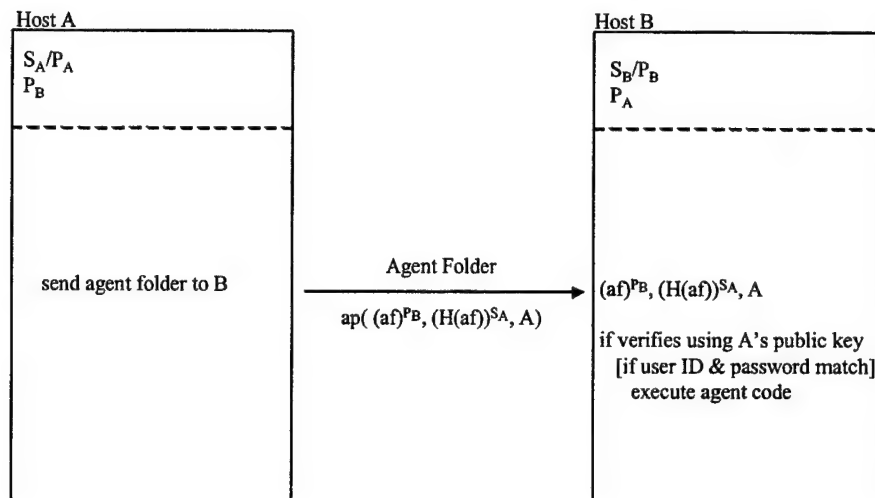 Host A
S_A/P_A
P_B
send agent folder to B
Agent Folder
ap( (af)^PB, (H(af))^SA, A)
Host B
S_B/P_B
P_A
(af)^PB, (H(af))^SA, A
if verifies using A's public key
[if user ID & password match]
execute agent code